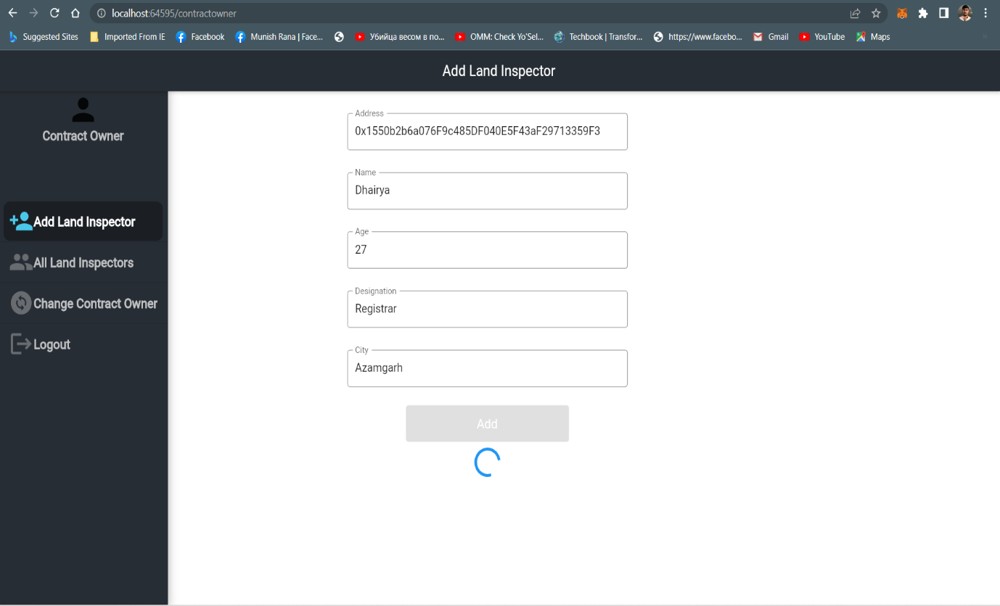 localhost:64595/contractowner
Suggested Sites Imported From IE Facebook Munish Rana | Face... Убийца весом в по... OMM: Check Yo'Sel... Techbook | Transfor... https://www.facebo... Gmail YouTube Maps
Add Land Inspector
Contract Owner
Add Land Inspector
All Land Inspectors
Change Contract Owner
Logout
Address
0x1550b2b6a076F9c485DF040E5F43aF29713359F3
Name
Dhairya
Age
27
Designation
Registrar
City
Azamgarh
Add